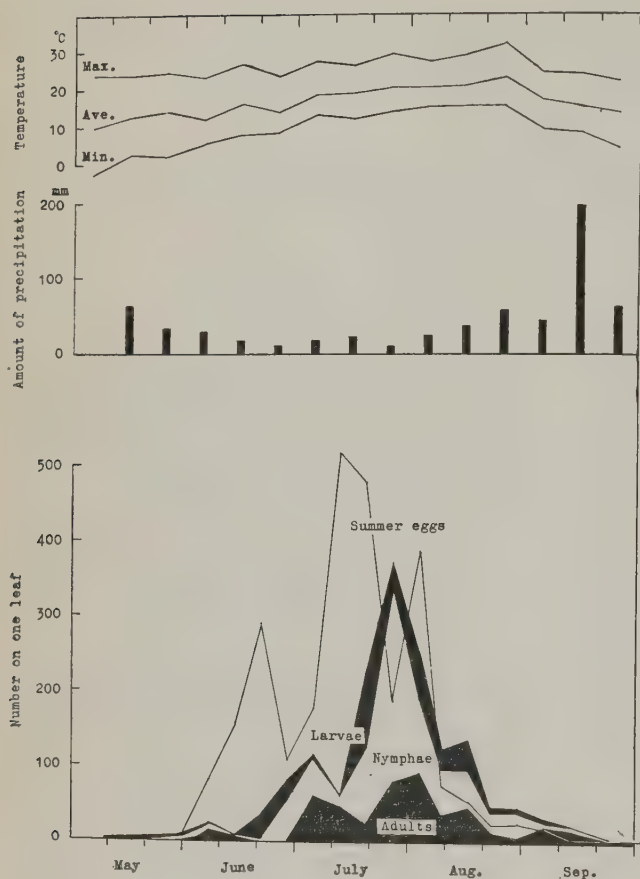 °C
30
Max.
20
Ave.
10
Min.
0
Temperature
mm
200
100
0
Amount of precipitation
500
400
300
200
100
0
Number on one leaf
Summer eggs
Larvae
Nymphae
Adults
May June July Aug. Sep.